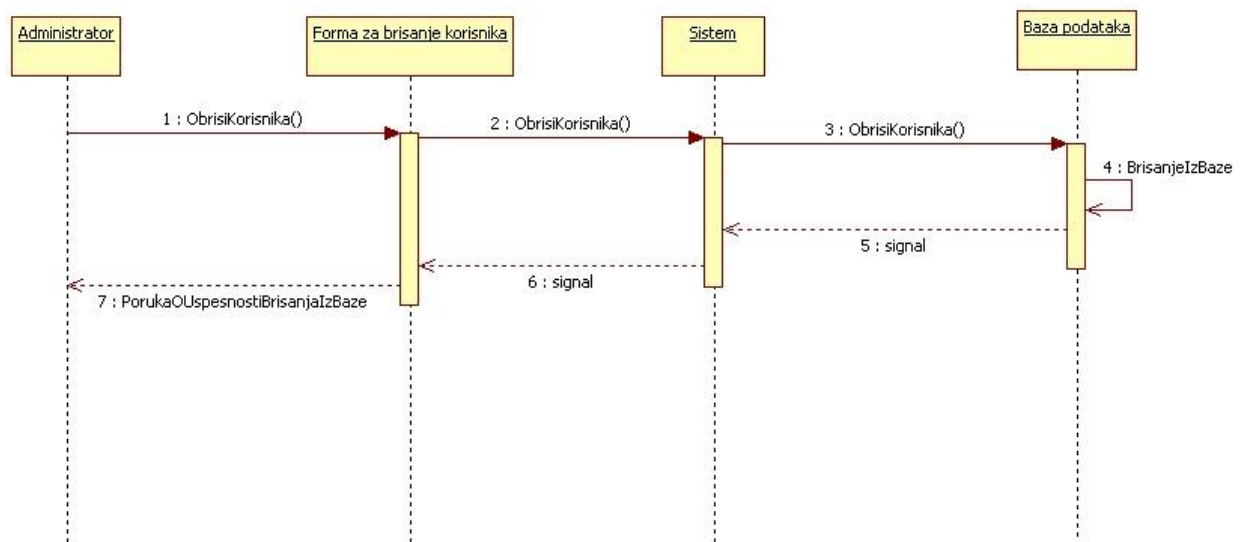 Administrator
Forma za brisanje korisnika
Sistem
Baza podataka
1 : ObrisiKorisnika()
2 : ObrisiKorisnika()
3 : ObrisiKorisnika()
4 : BrisanjeIzBaze
5 : signal
6 : signal
7 : PorukaOUspesnostiBrisanjaIzBaze